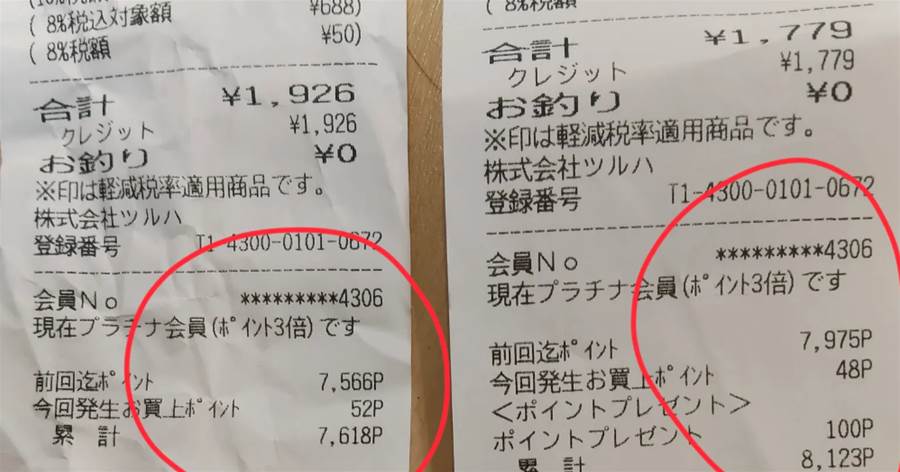 ( 8%税込対象額 ¥688)
( 8%税額 ¥50)
合計 ¥1,926
クレジット ¥1,926
お釣り ¥0
※印は軽減税率適用商品です。
株式会社ツルハ
登録番号 T1-4300-0101-0672
会員No *********4306
現在プラチナ会員(ﾎﾟｲﾝﾄ3倍)です
前回迄ﾎﾟｲﾝﾄ 7,566P
今回発生お買上ﾎﾟｲﾝﾄ 52P
累 計 7,618P
( 8%税額
合計 ¥1,779
クレジット ¥1,779
お釣り ¥0
※印は軽減税率適用商品です。
株式会社ツルハ
登録番号 T1-4300-0101-0672
会員No *********4306
現在プラチナ会員(ﾎﾟｲﾝﾄ3倍)です
前回迄ﾎﾟｲﾝﾄ 7,975P
今回発生お買上ﾎﾟｲﾝﾄ 48P
＜ポイントプレゼント＞
ポイントプレゼント 100P
累 計 8,123P